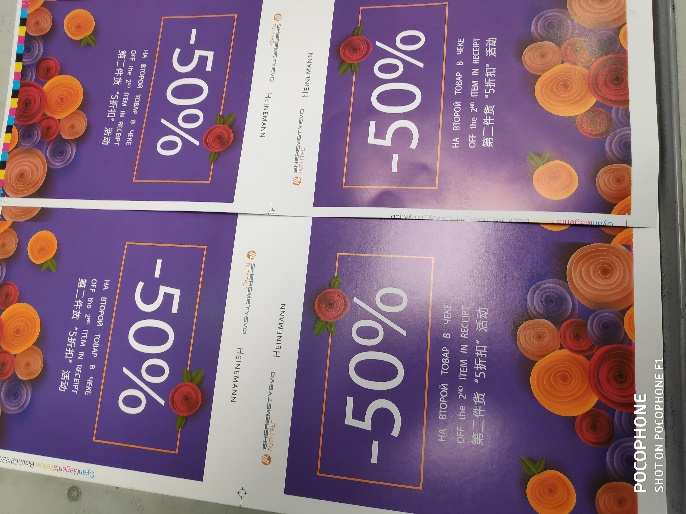 -50%
НА ВТОРОЙ ТОВАР В ЧЕКЕ
OFF the 2ND ITEM IN RECEIPT
第二件货 "5折扣" 活动
HEINEMANN
-50%
НА ВТОРОЙ ТОВАР В ЧЕКЕ
OFF the 2ND ITEM IN RECEIPT
第二件货 "5折扣" 活动
HEINEMANN
-50%
НА ВТОРОЙ ТОВАР В ЧЕКЕ
OFF the 2ND ITEM IN RECEIPT
第二件货 "5折扣" 活动
HEINEMANN
-50%
НА ВТОРОЙ ТОВАР В ЧЕКЕ
OFF the 2ND ITEM IN RECEIPT
第二件货 "5折扣" 活动
HEINEMANN
POCOPHONE
SHOT ON POCOPHONE F1